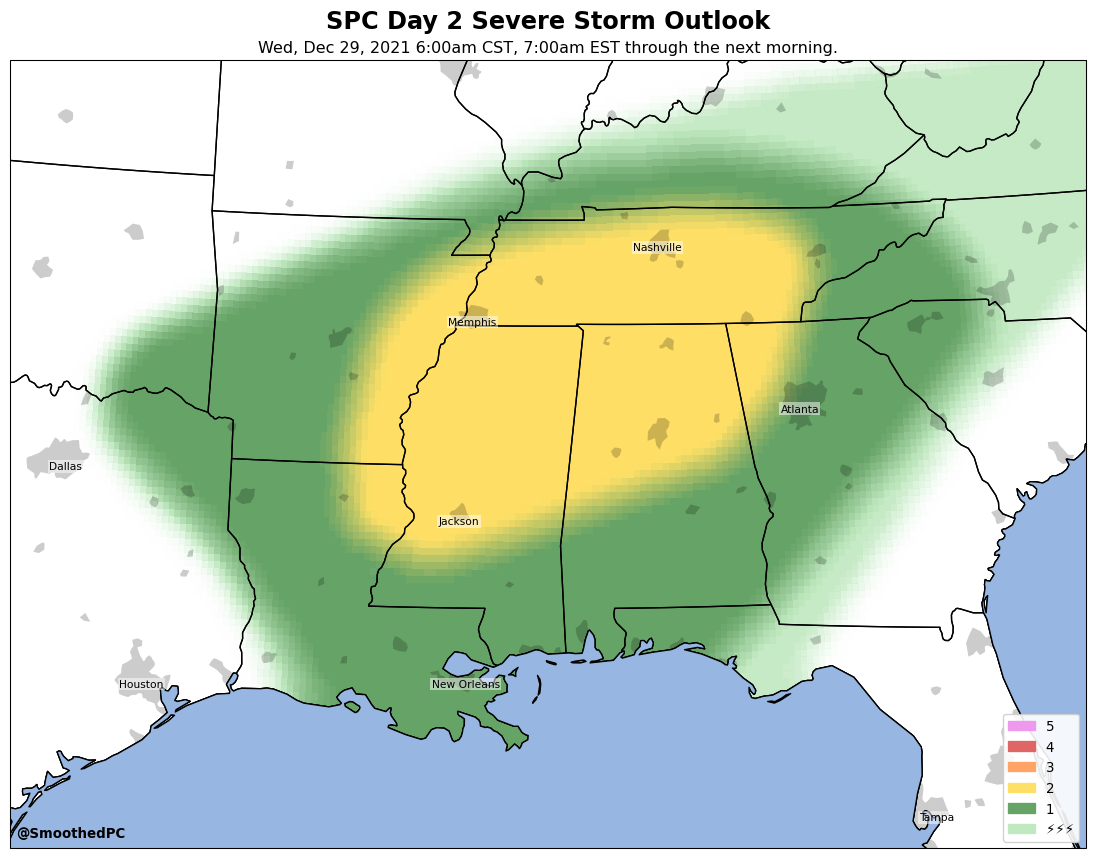 SPC Day 2 Severe Storm Outlook
Wed, Dec 29, 2021 6:00am CST, 7:00am EST through the next morning.
Nashville
Memphis
Atlanta
Dallas
Jackson
Houston
New Orleans
5
4
3
2
1
⚡⚡⚡
Tampa
@SmoothedPC